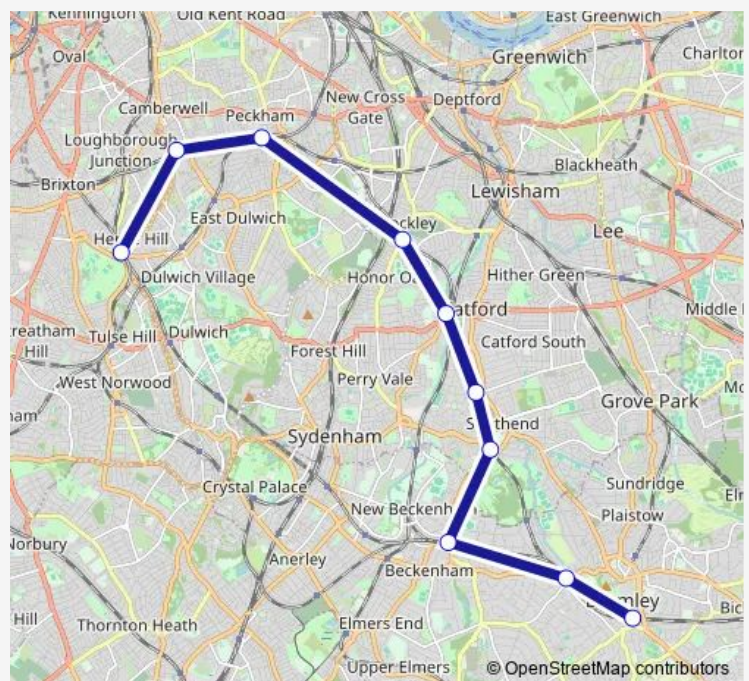 Kennington
Old Kent Road
East Greenwich
Oval
Greenwich
Charlton
Camberwell
Peckham
New Cross
Gate
Deptford
Loughborough
Junction
Blackheath
Brixton
Lewisham
East Dulwich
Lee
Hill
Dulwich Village
Honor
Hither Green
Middle
Tulse Hill
Dulwich
Hill
Forest Hill
Catford South
West Norwood
Perry Vale
Grove Park
Sydenham
Crystal Palace
Sundridge
New
Plaistow
Norbury
Anerley
Beckenham
Hill
Thornton Heath
Elmers End
Upper Elmers
© OpenStreetMap contributors